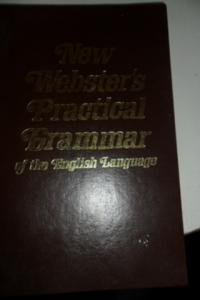 New
Webster's
Practical
Grammar
of the English Language